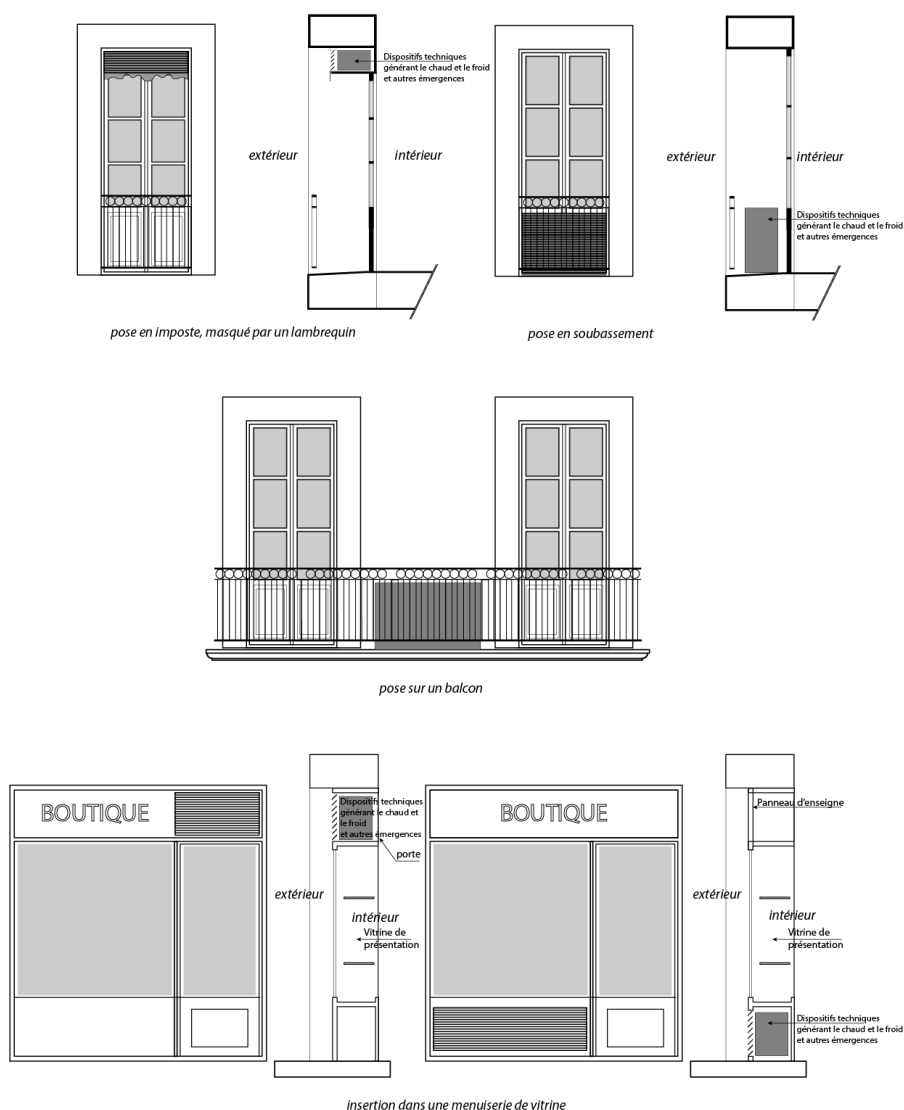 Dispositifs techniques
générant le chaud et le froid
et autres émergences
extérieur
intérieur
extérieur
intérieur
Dispositifs techniques
générant le chaud et le froid
et autres émergences
pose en imposte, masqué par un lambrequin
pose en soubassement
pose sur un balcon
BOUTIQUE
Dispositifs techniques
générant le chaud et
le froid
et autres émergences
porte
extérieur
intérieur
Vitrine de
présentation
BOUTIQUE
Panneau d'enseigne
extérieur
intérieur
Vitrine de
présentation
Dispositifs techniques
générant le chaud et le froid
et autres émergences
insertion dans une menuiserie de vitrine